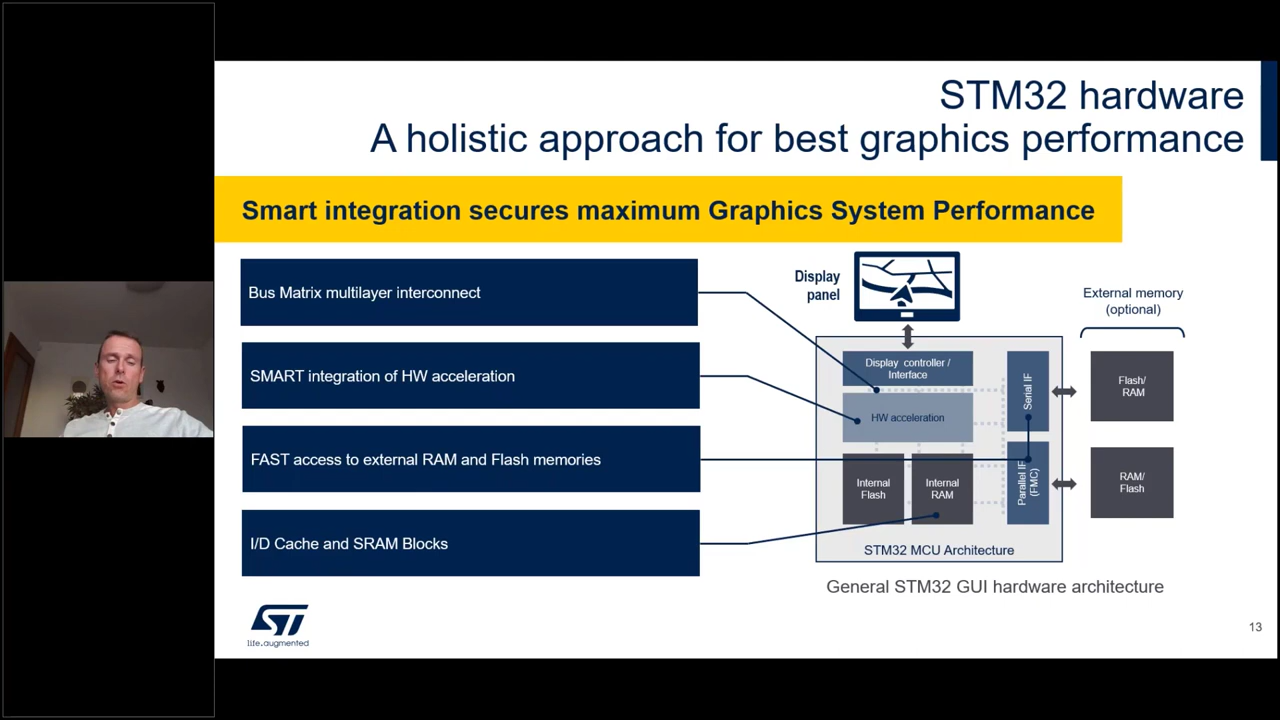 STM32 hardware
A holistic approach for best graphics performance
Smart integration secures maximum Graphics System Performance
Bus Matrix multilayer interconnect
SMART integration of HW acceleration
FAST access to external RAM and Flash memories
I/D Cache and SRAM Blocks
Display
panel
External memory
(optional)
Display controller /
Interface
HW acceleration
Internal
Flash
Internal
RAM
Serial IF
Parallel IF
(FMC)
Flash/
RAM
RAM/
Flash
STM32 MCU Architecture
General STM32 GUI hardware architecture
ST
life.augmented
13